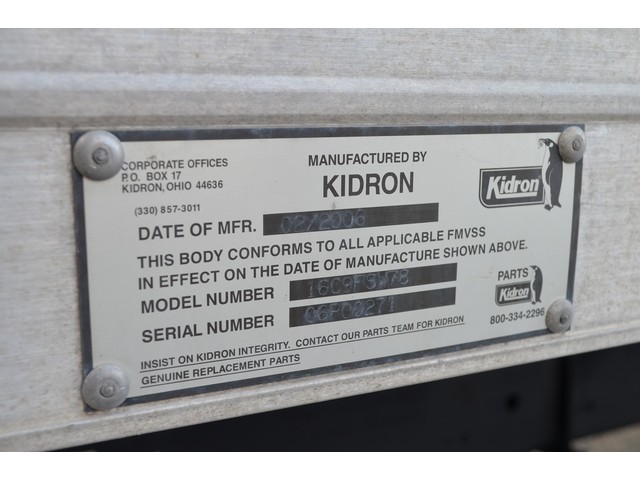 CORPORATE OFFICES
P.O. BOX 17
KIDRON, OHIO 44636
(330) 857-3011
MANUFACTURED BY
KIDRON
Kidron
DATE OF MFR. 02/2006
THIS BODY CONFORMS TO ALL APPLICABLE FMVSS
IN EFFECT ON THE DATE OF MANUFACTURE SHOWN ABOVE.
MODEL NUMBER
SERIAL NUMBER
PARTS
Kidron
800-334-2296
INSIST ON KIDRON INTEGRITY. CONTACT OUR PARTS TEAM FOR KIDRON
GENUINE REPLACEMENT PARTS